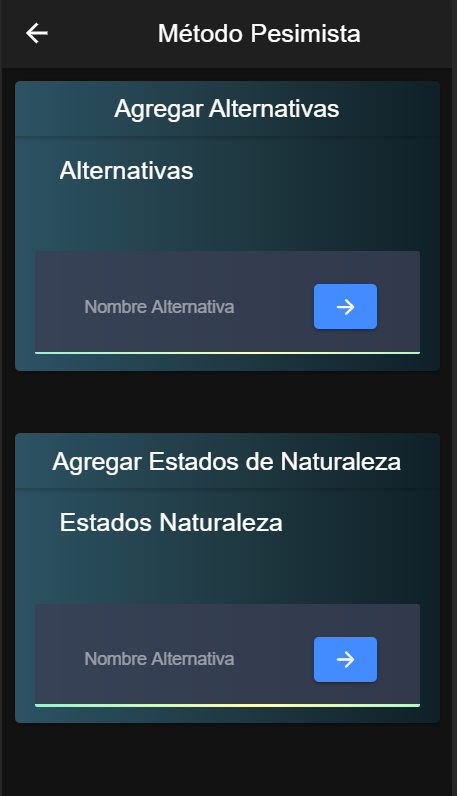 Método Pesimista
Agregar Alternativas
Alternativas
Nombre Alternativa
Agregar Estados de Naturaleza
Estados Naturaleza
Nombre Alternativa